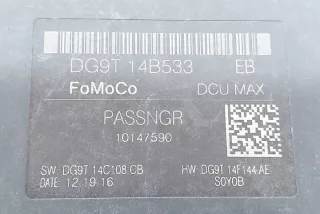 DG9T 14B533 EB
FoMoCo DCU MAX
PASSNGR
10147590
SW DG9T 14C108 CB HW DG9T 14F144 AE
DATE: 12.19.16 SOYOB